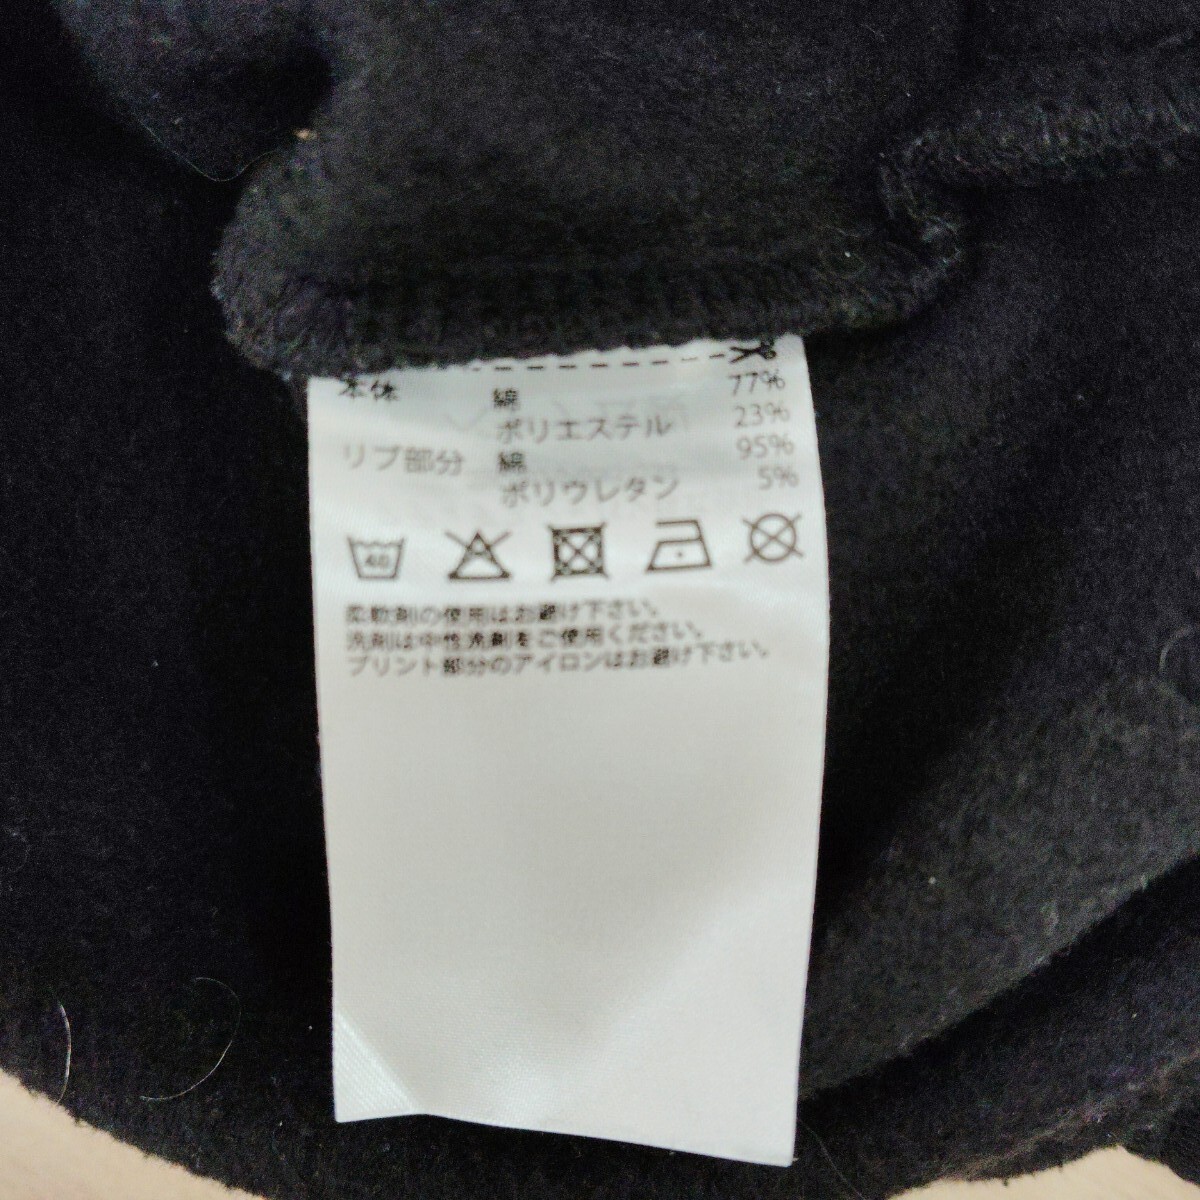 本体 綿 77%
ポリエステル 23%
リブ部分 綿 95%
ポリウレタン 5%
40
柔軟剤の使用はお避け下さい。
洗剤は中性洗剤をご使用ください。
プリント部分のアイロンはお避け下さい。